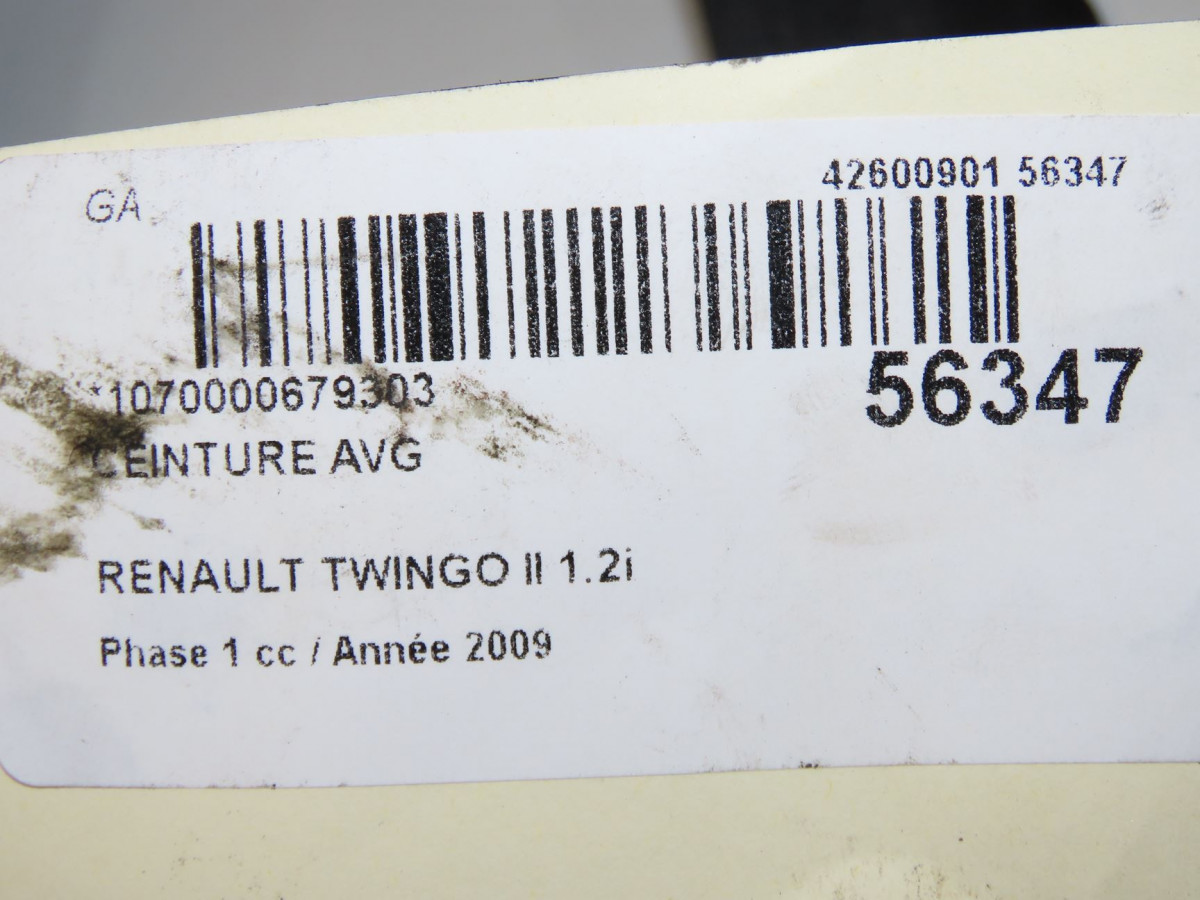 GA
42600901 56347
*1070000679303
56347
CEINTURE AVG
RENAULT TWINGO II 1.2i
Phase 1 cc / Année 2009